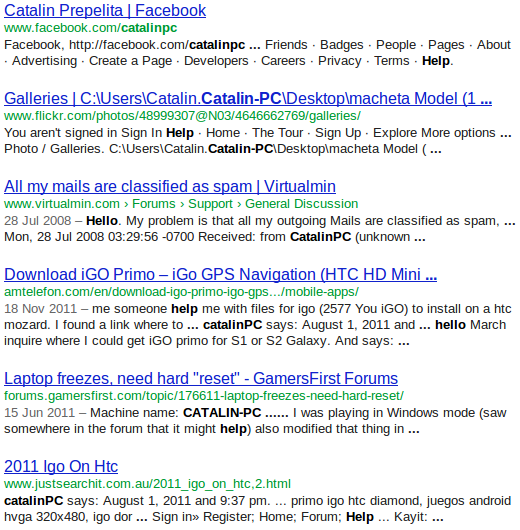 Catalin Prepelita | Facebook
www.facebook.com/catalinpc
Facebook, http://facebook.com/catalinpc ... Friends · Badges · People · Pages · About
· Advertising · Create a Page · Developers · Careers · Privacy · Terms · Help.
Galleries | C:\Users\Catalin.Catalin-PC\Desktop\macheta Model (1 ...
www.flickr.com/photos/48999307@N03/4646662769/galleries/
You aren't signed in Sign In Help · Home · The Tour · Sign Up · Explore More options ...
Photo / Galleries. C:\Users\Catalin.Catalin-PC\Desktop\macheta Model ( ...
All my mails are classified as spam | Virtualmin
www.virtualmin.com › Forums › Support › General Discussion
28 Jul 2008 – Hello. My problem is that all my outgoing Mails are classified as spam, ...
Mon, 28 Jul 2008 03:29:56 -0700 Received: from CatalinPC (unknown ...
Download iGO Primo – iGo GPS Navigation (HTC HD Mini ...
amtelefon.com/en/download-igo-primo-igo-gps.../mobile-apps/
18 Nov 2011 – me someone help me with files for igo (2577 You iGO) to install on a htc
mozard. I found a link where to ... catalinPC says: August 1, 2011 and ... hello March
inquire where I could get iGO primo for S1 or S2 Galaxy. And says: ...
Laptop freezes, need hard "reset" - GamersFirst Forums
forums.gamersfirst.com/topic/176611-laptop-freezes-need-hard-reset/
15 Jun 2011 – Machine name: CATALIN-PC ...... I was playing in Windows mode (saw
somewhere in the forum that it might help) also modified that thing in ...
2011 Igo On Htc
www.justsearchit.com.au/2011_igo_on_htc,2.html
catalinPC says: August 1, 2011 and 9:37 pm. ... primo igo htc diamond, juegos android
hvga 320x480, igo dor ... Sign in» Register; Home; Forum; Help ... Kayit: ...